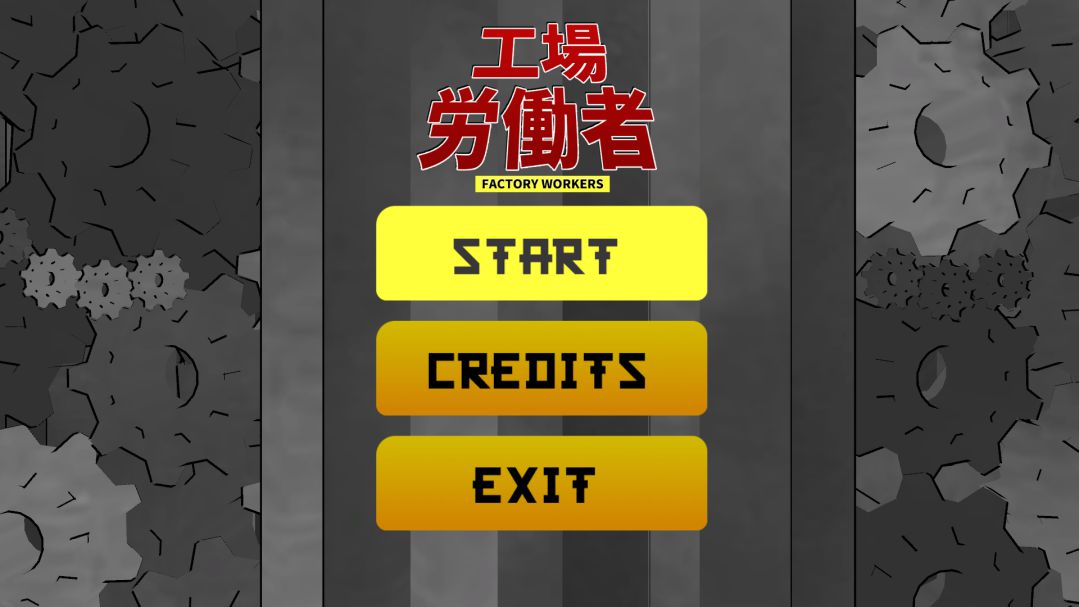 工場
労働者
FACTORY WORKERS
START
CREDITS
EXIT